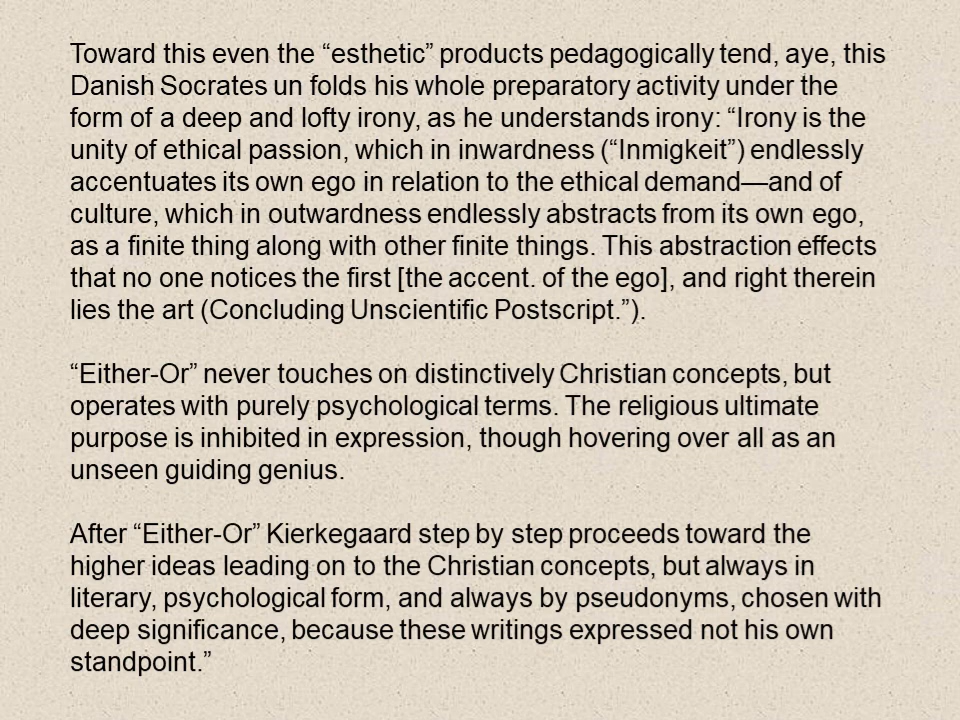 Toward this even the “esthetic” products pedagogically tend, aye, this
Danish Socrates un folds his whole preparatory activity under the
form of a deep and lofty irony, as he understands irony: “Irony is the
unity of ethical passion, which in inwardness (“Inmigkeit”) endlessly
accentuates its own ego in relation to the ethical demand—and of
culture, which in outwardness endlessly abstracts from its own ego,
as a finite thing along with other finite things. This abstraction effects
that no one notices the first [the accent. of the ego], and right therein
lies the art (Concluding Unscientific Postscript.”).

“Either-Or” never touches on distinctively Christian concepts, but
operates with purely psychological terms. The religious ultimate
purpose is inhibited in expression, though hovering over all as an
unseen guiding genius.

After “Either-Or” Kierkegaard step by step proceeds toward the
higher ideas leading on to the Christian concepts, but always in
literary, psychological form, and always by pseudonyms, chosen with
deep significance, because these writings expressed not his own
standpoint.”